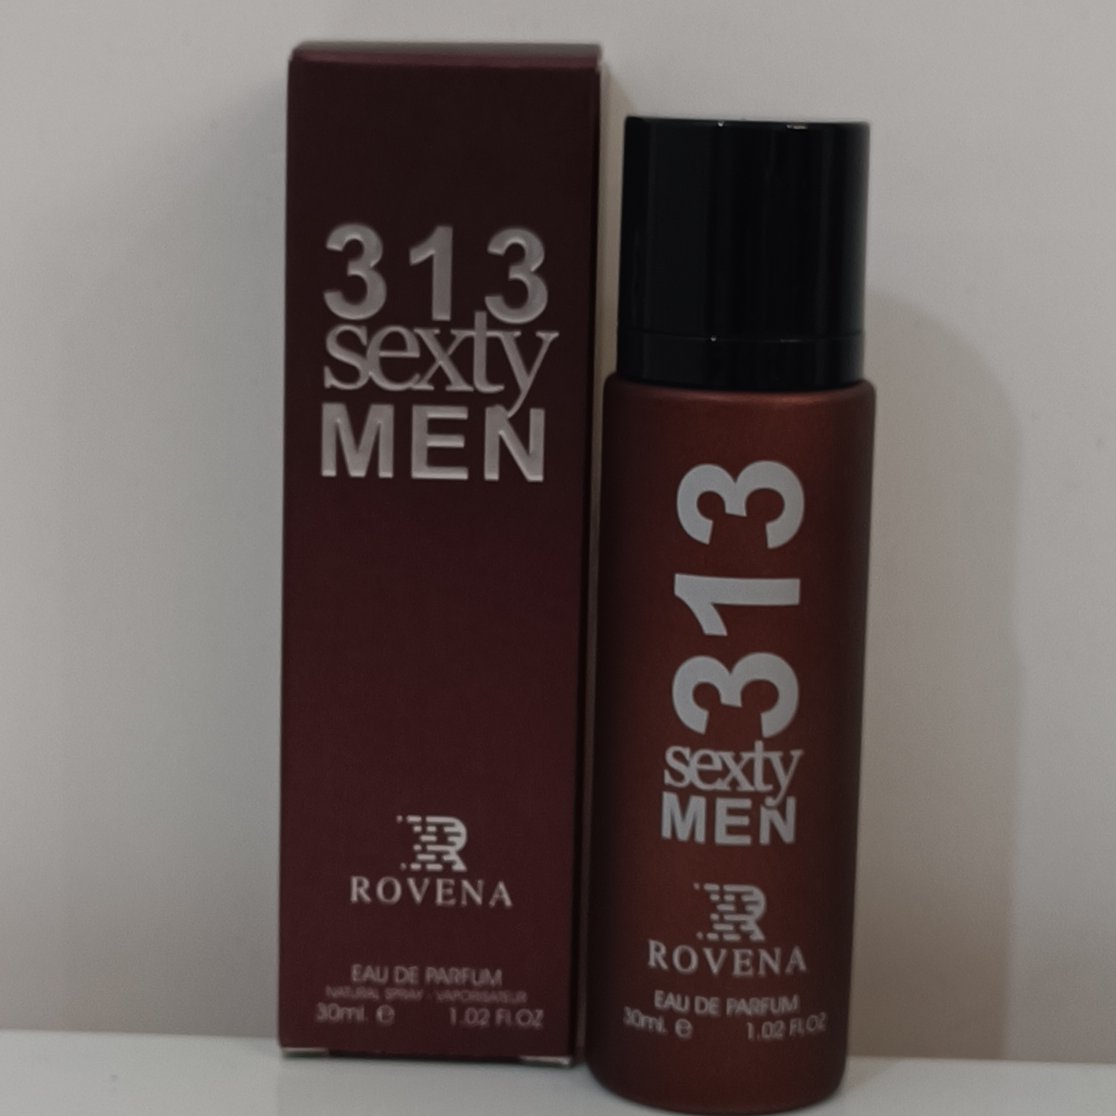 313
sexty
MEN
ROVENA
EAU DE PARFUM
NATURAL SPRAY - VAPORISATEUR
30ml. ℮ 1.02 Fl.OZ
313
sexty
MEN
ROVENA
EAU DE PARFUM
30ml. ℮ 1.02 Fl.OZ